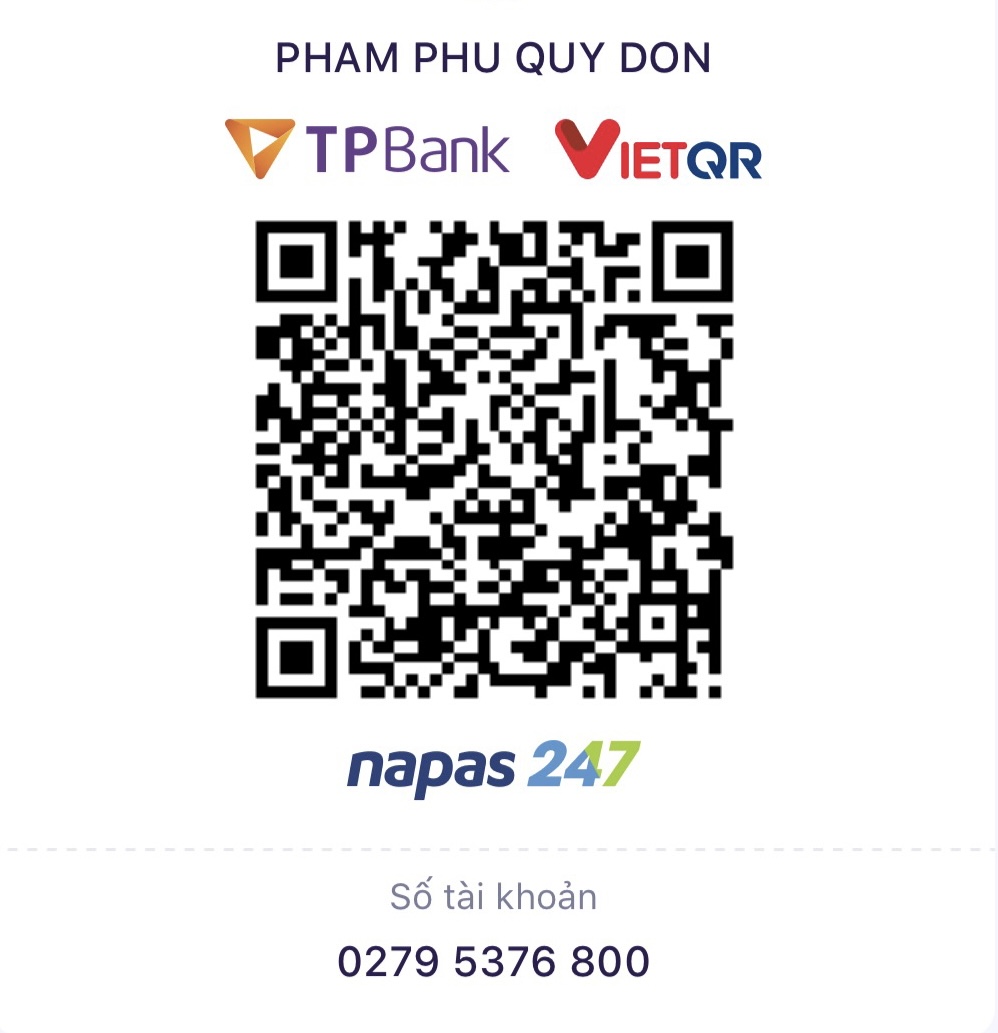 PHAM PHU QUY DON
TPBank VIETQR
napas 247
Số tài khoản
0279 5376 800